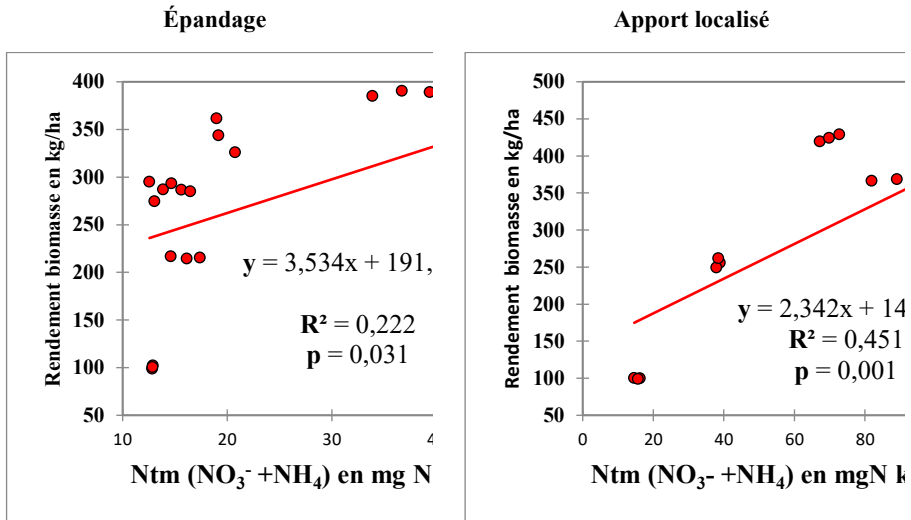 Épandage
Rendement biomasse en kg/ha
400
350
300
250
200
150
100
50
y = 3,534x + 191,
R² = 0,222
p = 0,031
10
20
30
Ntm (NO₃⁻ +NH₄) en mg N
Apport localisé
Rendement biomasse en kg/ha
500
450
400
350
300
250
200
150
100
50
y = 2,342x + 14
R² = 0,451
p = 0,001
0
20
40
60
80
Ntm (NO₃- +NH₄) en mgN k